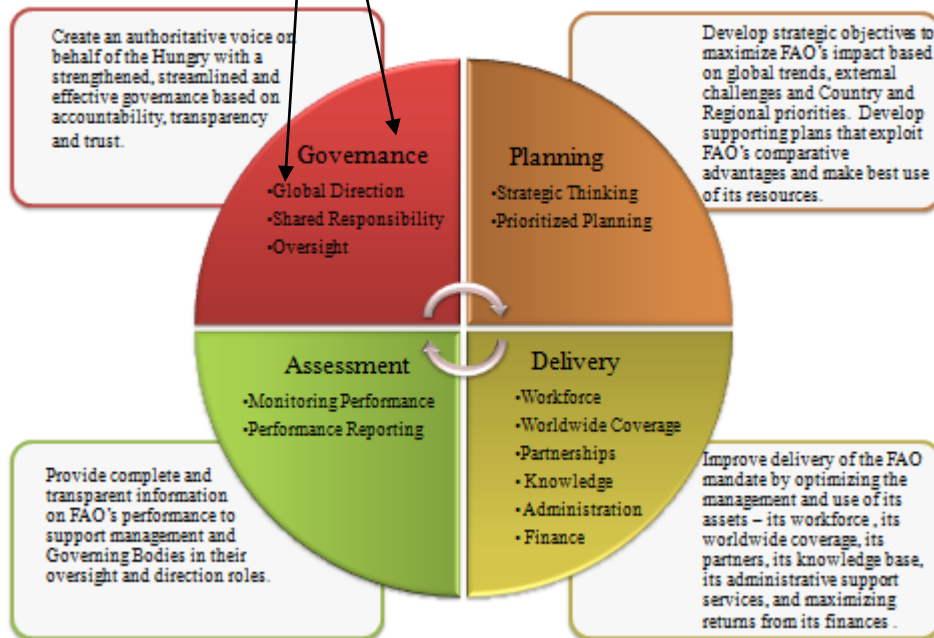 Create an authoritative voice on
behalf of the Hungry with a
strengthened, streamlined and
effective governance based on
accountability, transparency
and trust.
Develop strategic objectives to
maximize FAO's impact based
on global trends, external
challenges and Country and
Regional priorities. Develop
supporting plans that exploit
FAO's comparative
advantages and make best use
of its resources.
Governance
•Global Direction
•Shared Responsibility
•Oversight
Planning
•Strategic Thinking
•Prioritized Planning
Assessment
•Monitoring Performance
•Performance Reporting
Delivery
•Workforce
•Worldwide Coverage
•Partnerships
• Knowledge
• Administration
• Finance
Provide complete and
transparent information
on FAO's performance to
support management and
Governing Bodies in their
oversight and direction roles.
Improve delivery of the FAO
mandate by optimizing the
management and use of its
assets – its workforce , its
worldwide coverage, its
partners, its knowledge base,
its administrative support
services, and maximizing
returns from its finances .